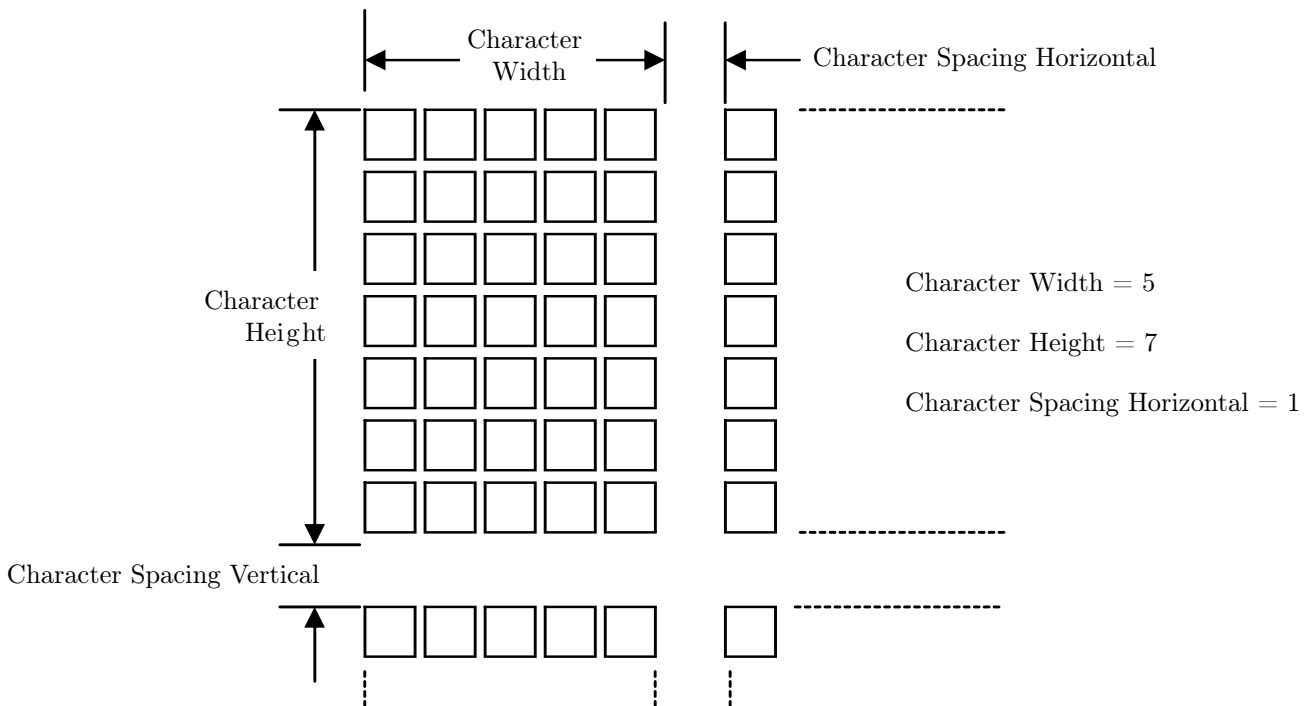 Character
Width
Character Spacing Horizontal
Character
Height
Character Width = 5
Character Height = 7
Character Spacing Horizontal = 1
Character Spacing Vertical